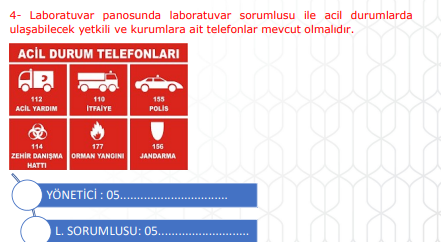 4- Laboratuvar panosunda laboratuvar sorumlusu ile acil durumlarda
ulaşabilecek yetkili ve kurumlara ait telefonlar mevcut olmalıdır.
ACİL DURUM TELEFONLARI
112 110 155
ACİL YARDIM İTFAİYE POLİS
114 177 156
ZEHİR DANIŞMA ORMAN YANGINI JANDARMA
HATTI
YÖNETİCİ : 05................................
L. SORUMLUSU: 05...........................